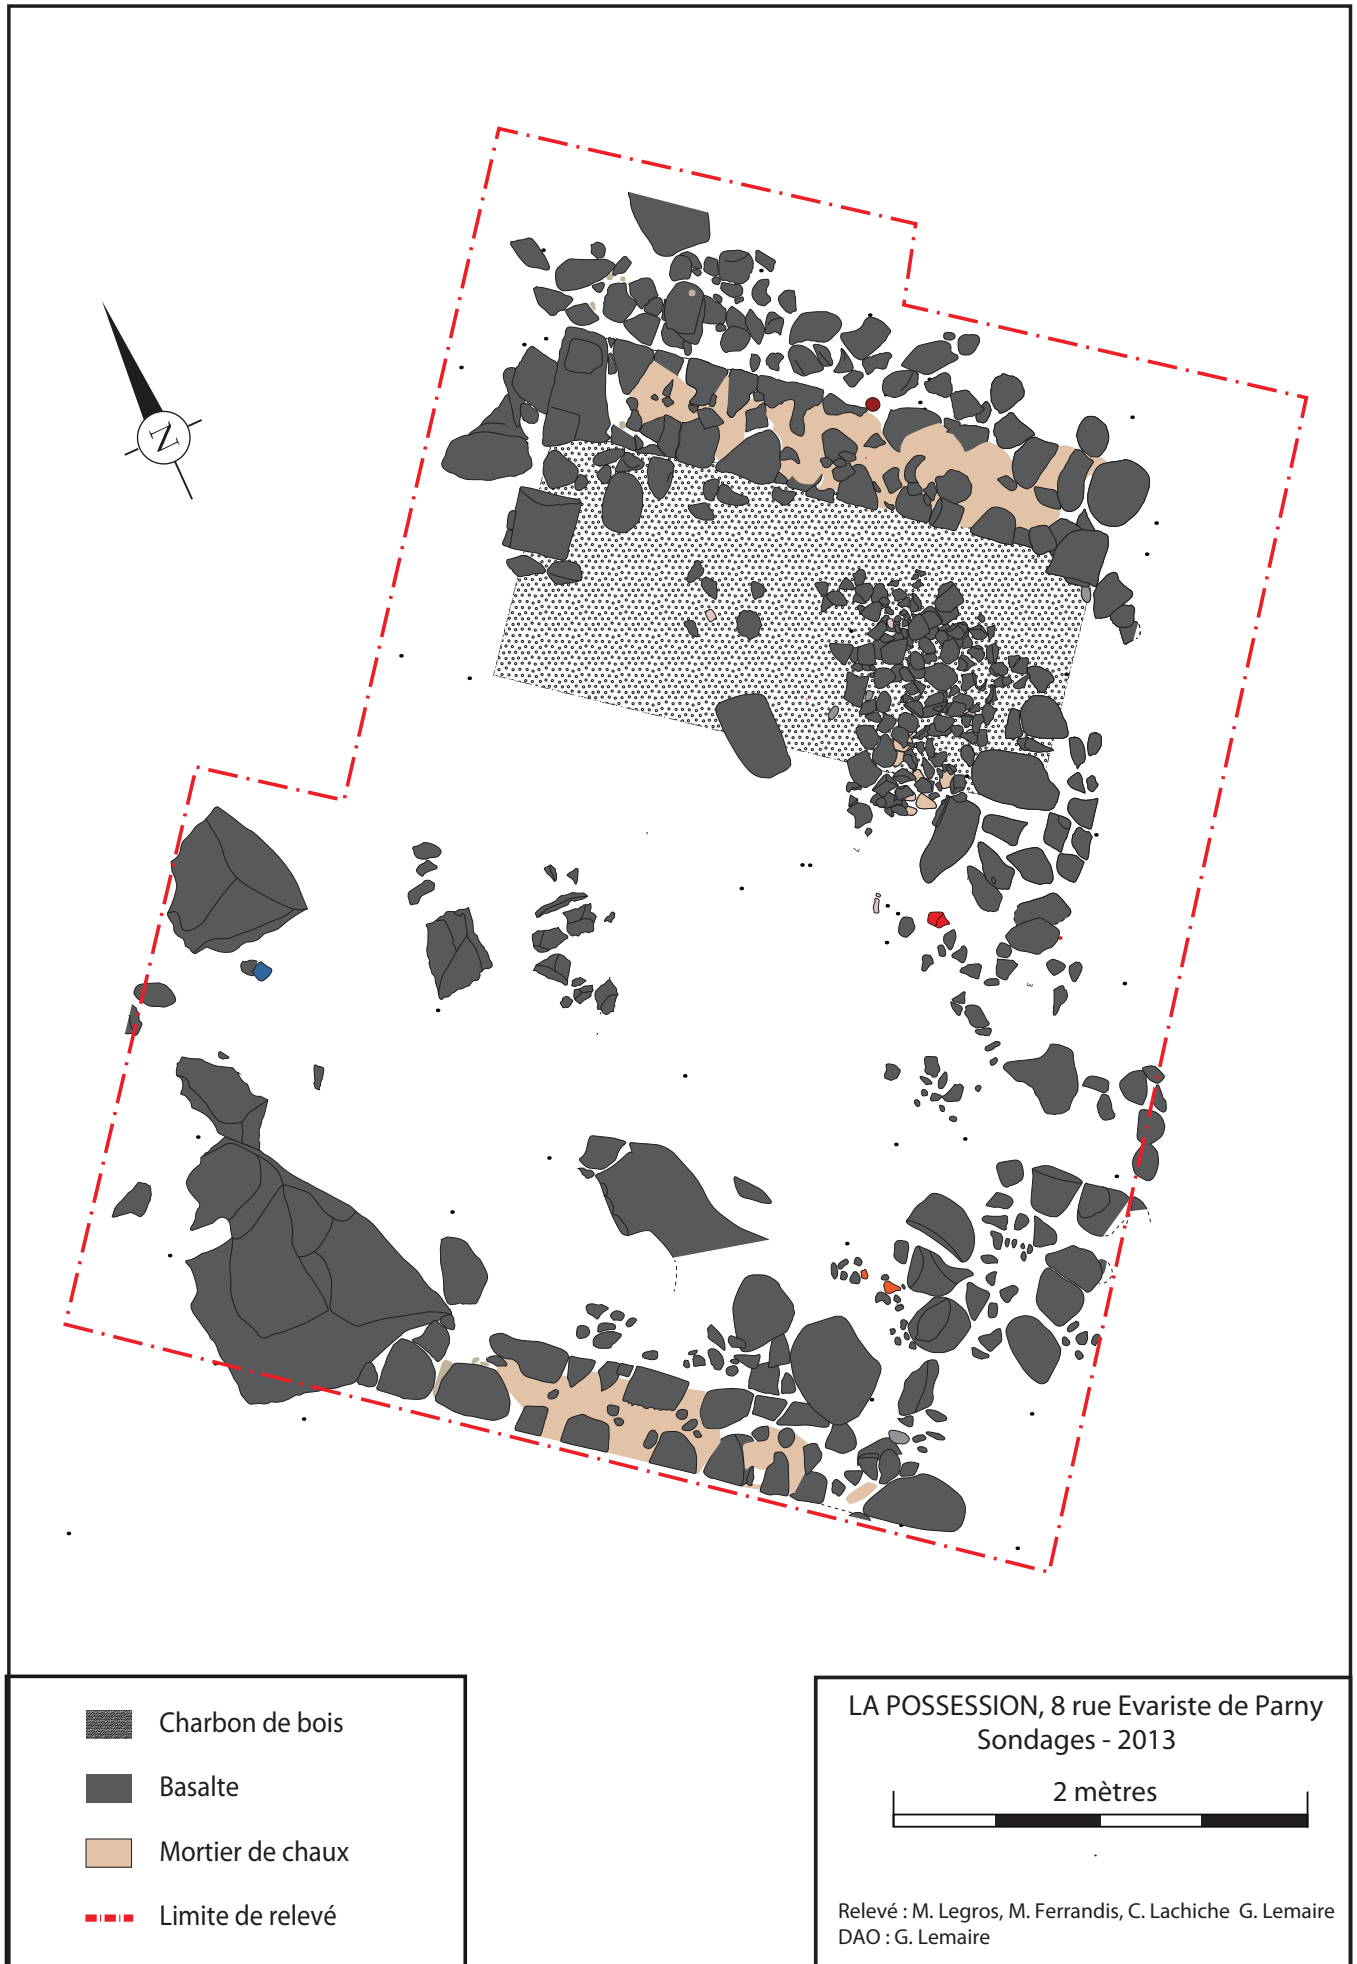 N
Charbon de bois
Basalte
Mortier de chaux
Limite de relevé
LA POSSESSION, 8 rue Evariste de Parny
Sondages - 2013
2 mètres
Relevé : M. Legros, M. Ferrandis, C. Lachiche G. Lemaire
DAO : G. Lemaire